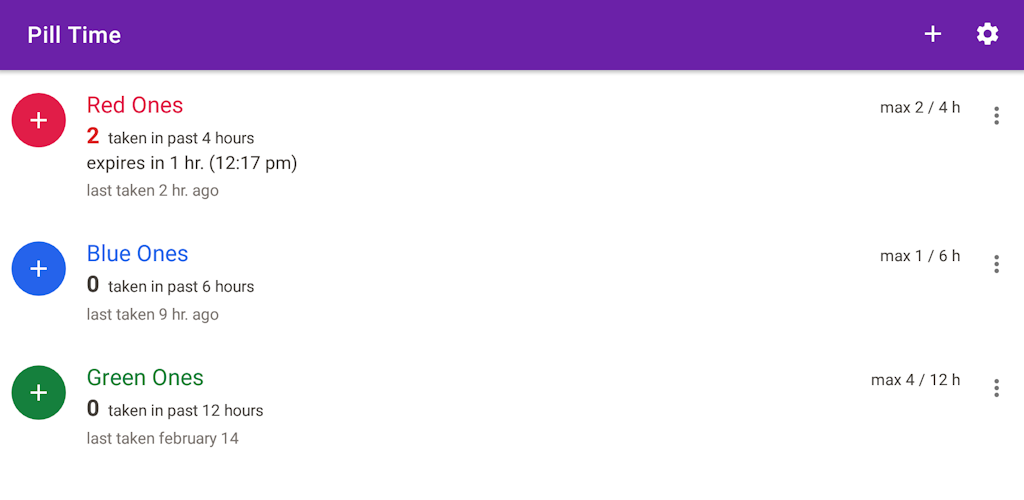 Pill Time
Red Ones
max 2 / 4 h
2 taken in past 4 hours
expires in 1 hr. (12:17 pm)
last taken 2 hr. ago
Blue Ones
max 1 / 6 h
0 taken in past 6 hours
last taken 9 hr. ago
Green Ones
max 4 / 12 h
0 taken in past 12 hours
last taken february 14